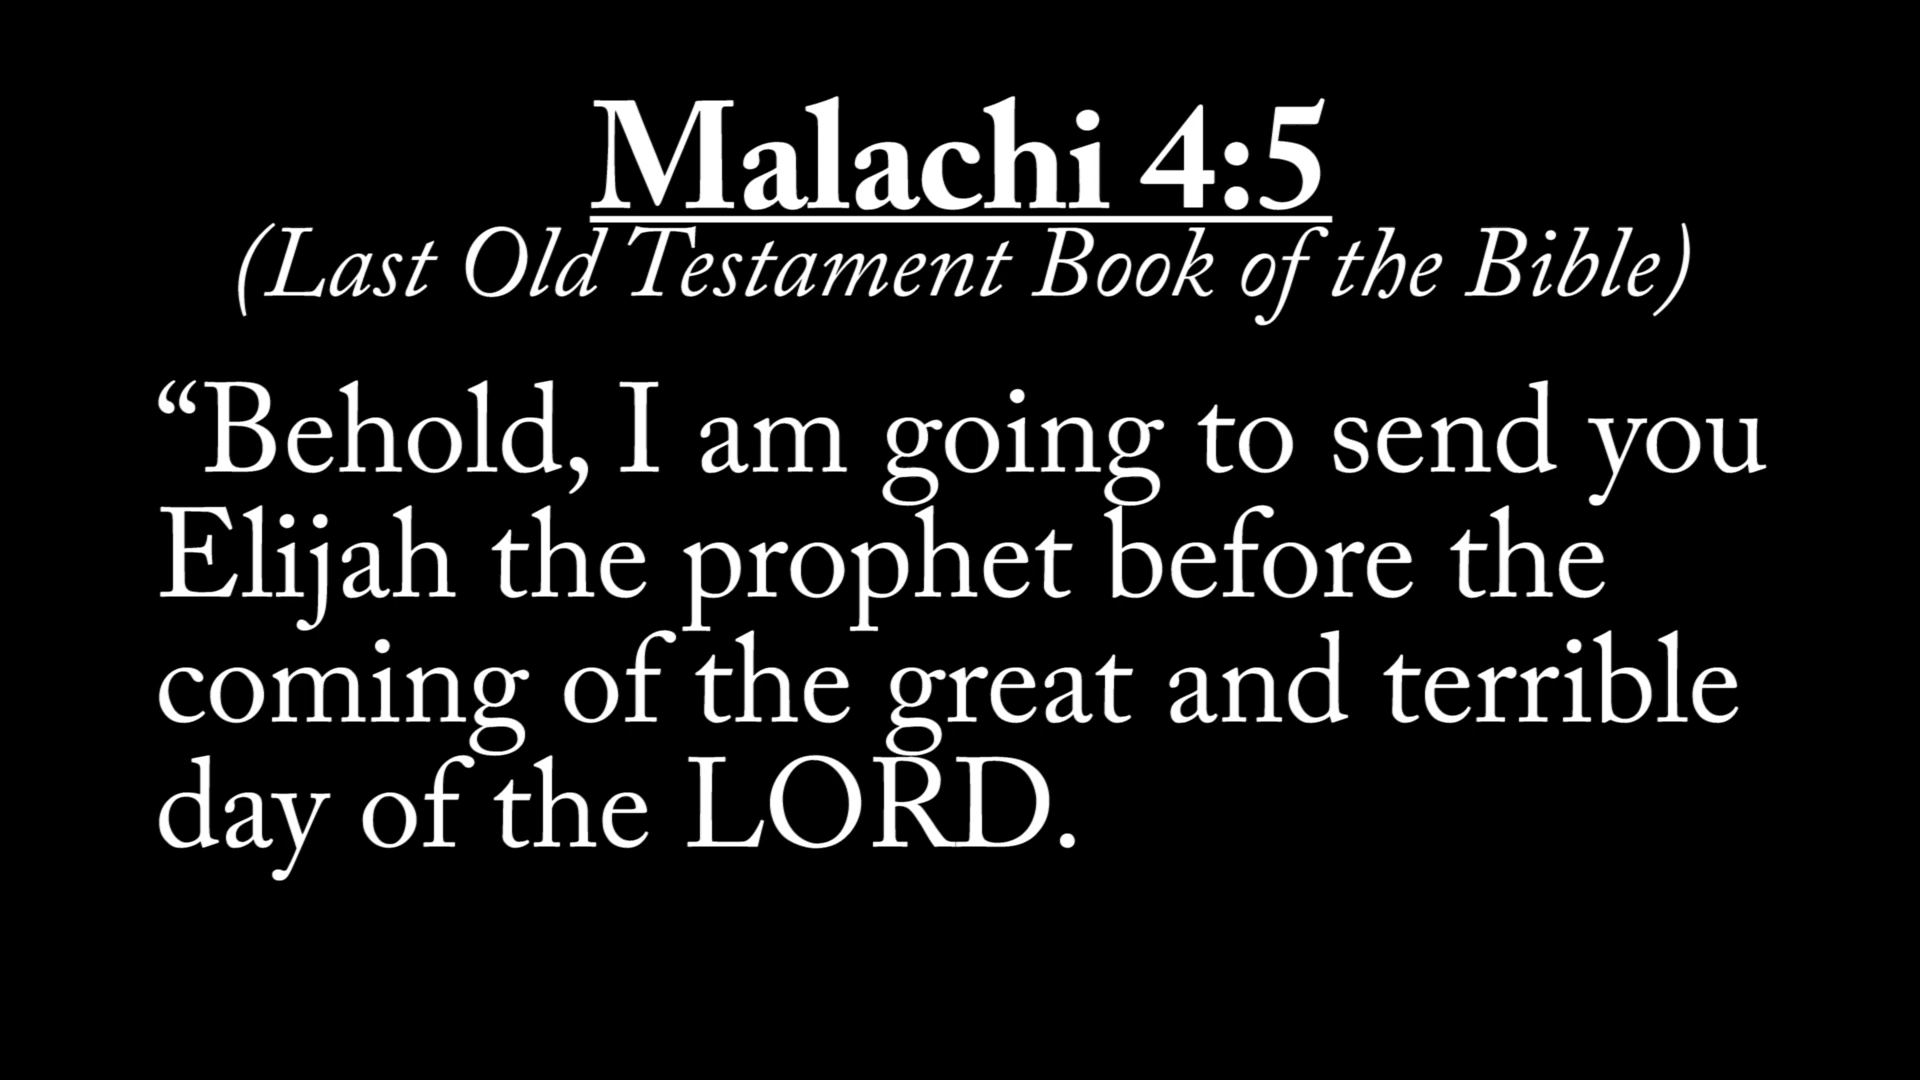 Malachi 4:5
(Last Old Testament Book of the Bible)
“Behold, I am going to send you
Elijah the prophet before the
coming of the great and terrible
day of the LORD.